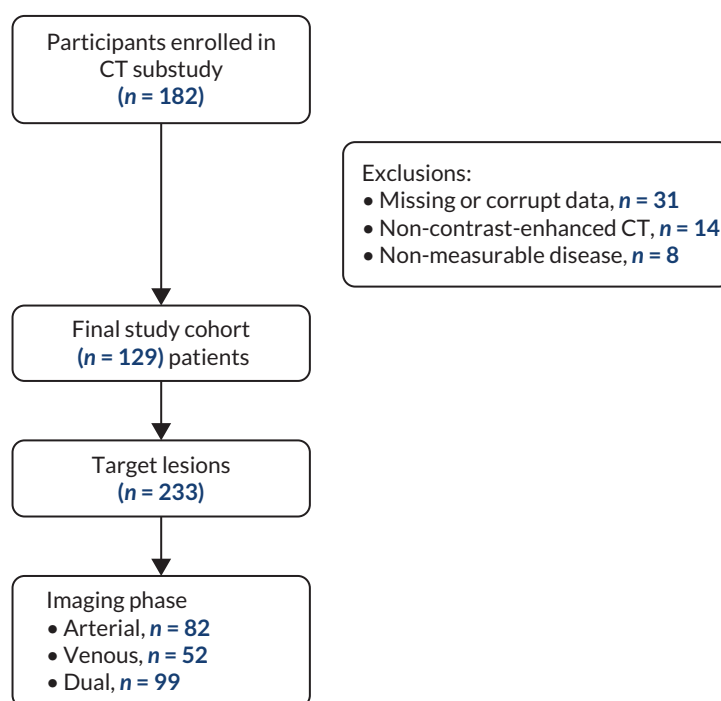 Participants enrolled in
CT substudy
(n = 182)
Exclusions:
• Missing or corrupt data, n = 31
• Non-contrast-enhanced CT, n = 14
• Non-measurable disease, n = 8
Final study cohort
(n = 129) patients
Target lesions
(n = 233)
Imaging phase
• Arterial, n = 82
• Venous, n = 52
• Dual, n = 99